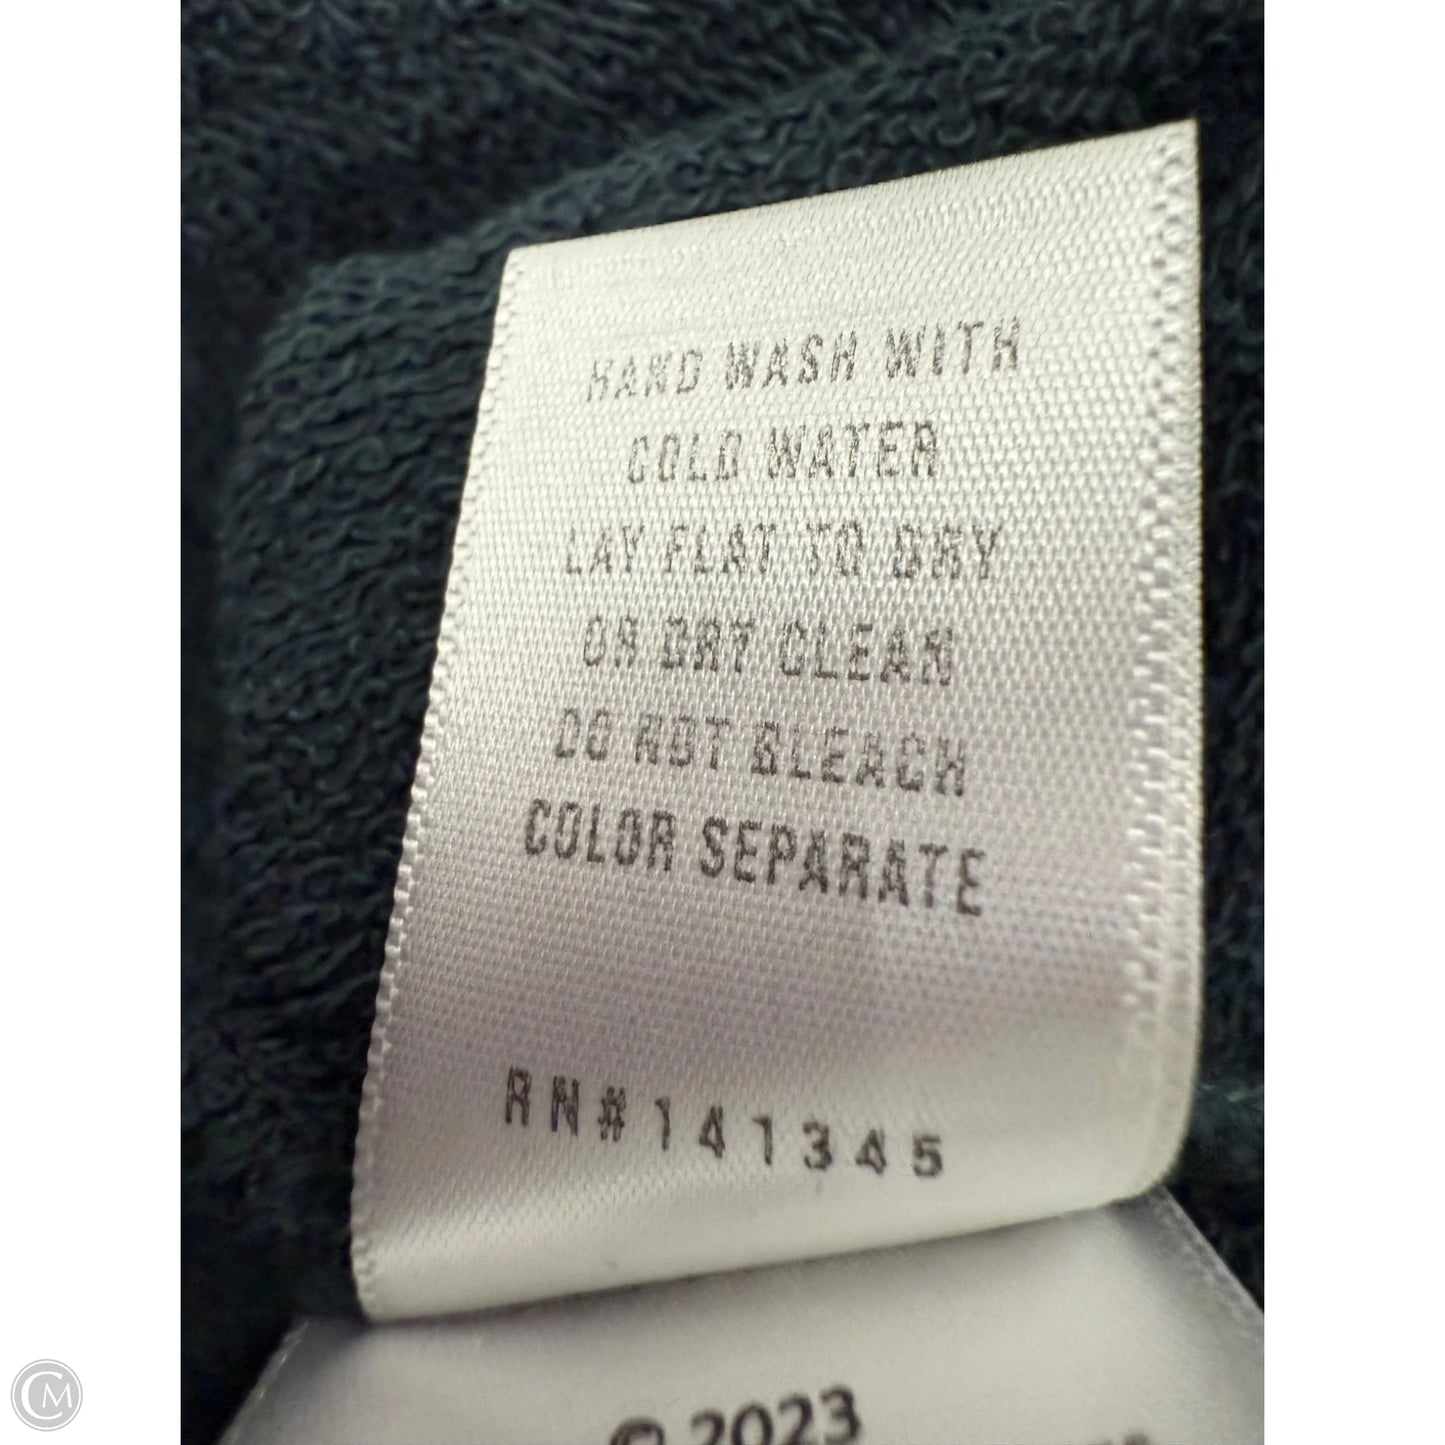 HAND WASH WITH
COLD WATER
LAY FLAT TO DRY
OR DRY CLEAN
DO NOT BLEACH
COLOR SEPARATE
RN#141345
© 2023
CM